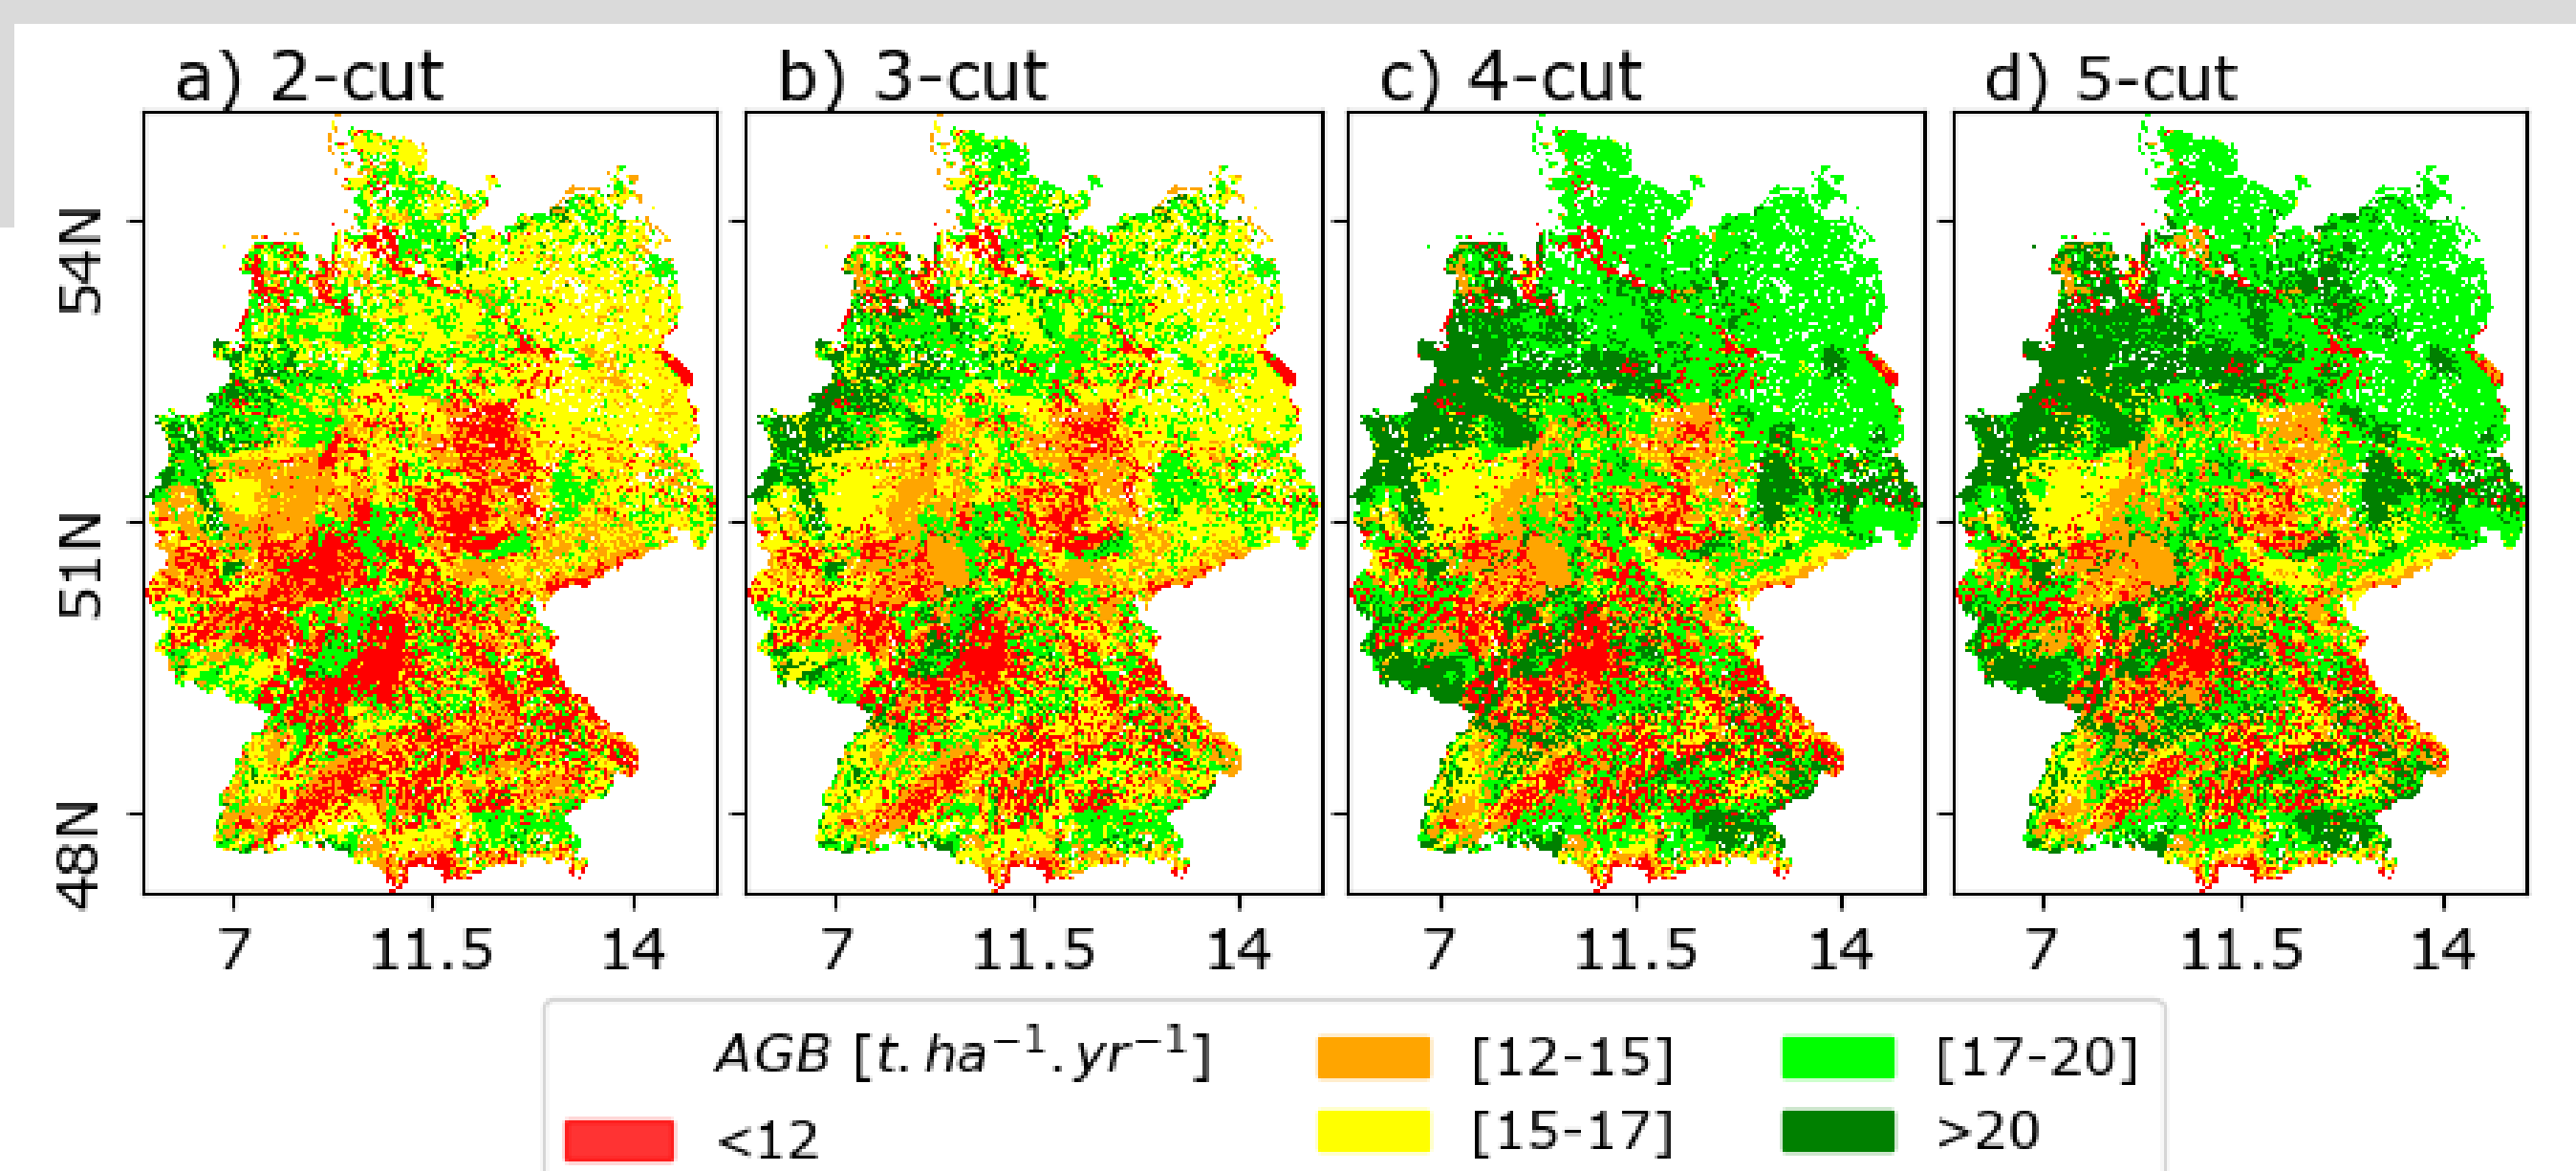 a) 2-cut b) 3-cut c) 4-cut d) 5-cut
54N
51N
48N
7 11.5 14 7 11.5 14 7 11.5 14 7 11.5 14
AGB [t. ha⁻¹. yr⁻¹] [12-15] [17-20]
<12 [15-17] >20